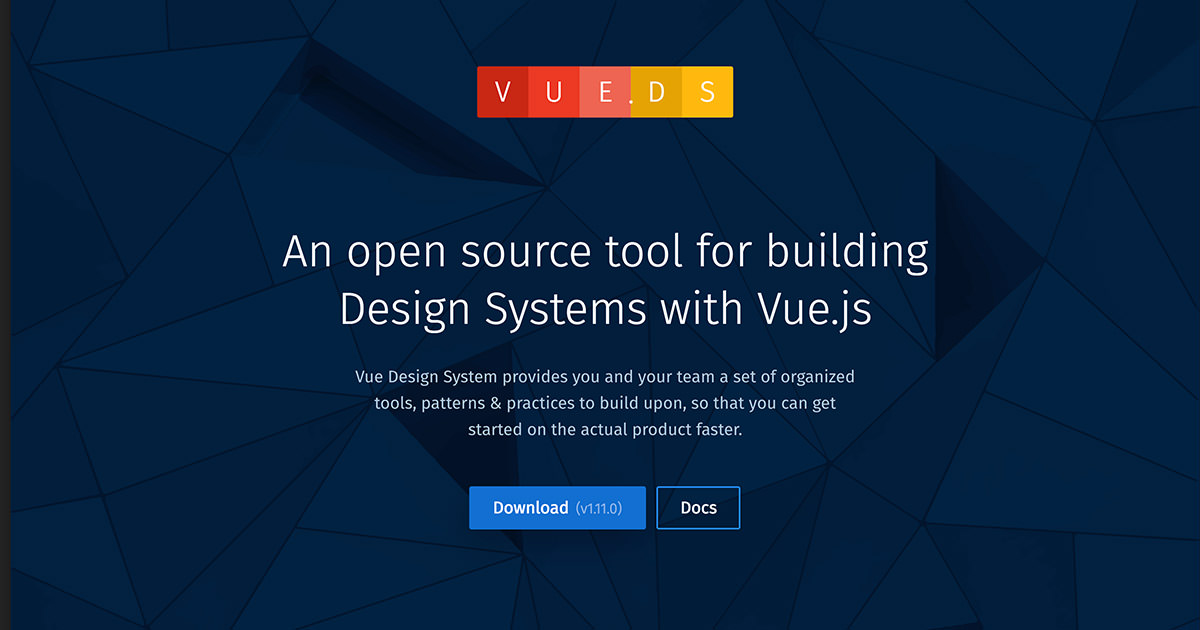 VUE.DS
An open source tool for building
Design Systems with Vue.js
Vue Design System provides you and your team a set of organized
tools, patterns & practices to build upon, so that you can get
started on the actual product faster.
Download (v1.11.0)
Docs